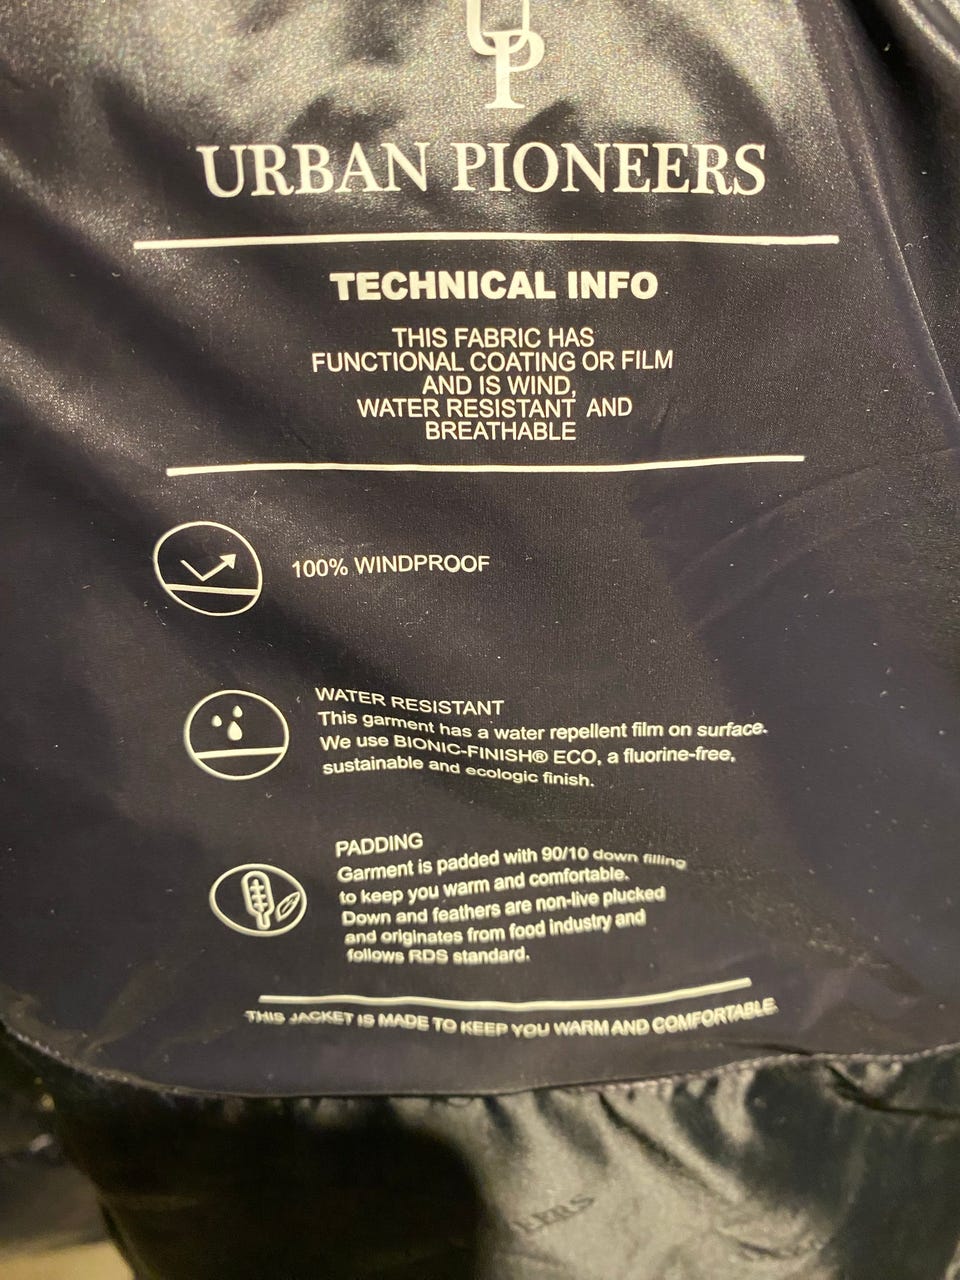 UP
URBAN PIONEERS
TECHNICAL INFO
THIS FABRIC HAS
FUNCTIONAL COATING OR FILM
AND IS WIND,
WATER RESISTANT AND
BREATHABLE
100% WINDPROOF
WATER RESISTANT
This garment has a water repellent film on surface.
We use BIONIC-FINISH® ECO, a fluorine-free,
sustainable and ecologic finish.
PADDING
Garment is padded with 90/10 down filling
to keep you warm and comfortable.
Down and feathers are non-live plucked
and originates from food industry and
follows RDS standard.
THIS JACKET IS MADE TO KEEP YOU WARM AND COMFORTABLE.
EERS